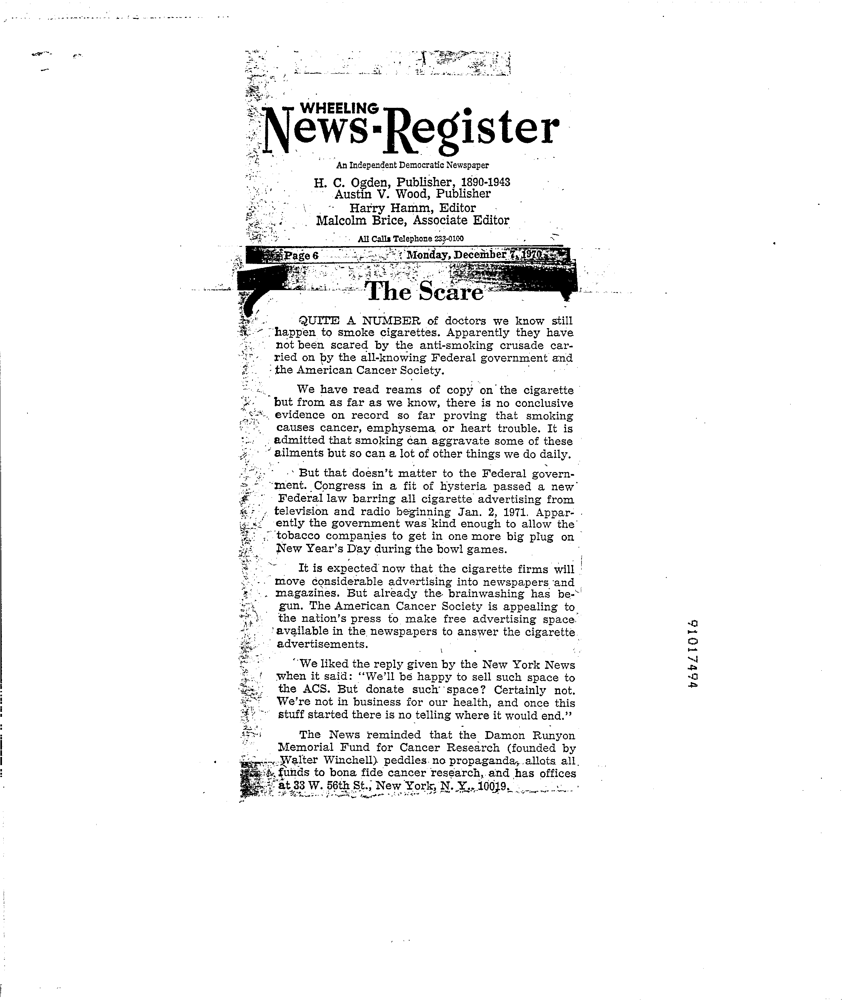 WHEELING
News-Register
An Independent Democratic Newspaper
H. C. Ogden, Publisher, 1890-1943
Austin V. Wood, Publisher
Harry Hamm, Editor
Malcolm Brice, Associate Editor
All Calls Telephone 233-0100
Page 6 Monday, December 7, 1970
The Scare
QUITE A NUMBER of doctors we know still
happen to smoke cigarettes. Apparently they have
not been scared by the anti-smoking crusade car-
ried on by the all-knowing Federal government and
the American Cancer Society.
We have read reams of copy on the cigarette
but from as far as we know, there is no conclusive
evidence on record so far proving that smoking
causes cancer, emphysema or heart trouble. It is
admitted that smoking can aggravate some of these
ailments but so can a lot of other things we do daily.
But that doesn't matter to the Federal govern-
ment. Congress in a fit of hysteria passed a new
Federal law barring all cigarette advertising from
television and radio beginning Jan. 2, 1971. Appar-
ently the government was kind enough to allow the
tobacco companies to get in one more big plug on
New Year's Day during the bowl games.
It is expected now that the cigarette firms will
move considerable advertising into newspapers and
magazines. But already the brainwashing has be-
gun. The American Cancer Society is appealing to
the nation's press to make free advertising space
available in the newspapers to answer the cigarette
advertisements.
We liked the reply given by the New York News
when it said: "We'll be happy to sell such space to
the ACS. But donate such space? Certainly not.
We're not in business for our health, and once this
stuff started there is no telling where it would end."
The News reminded that the Damon Runyon
Memorial Fund for Cancer Research (founded by
Walter Winchell) peddles no propaganda, allots all
funds to bona fide cancer research, and has offices
at 33 W. 56th St., New York, N. Y., 10019.
91017494